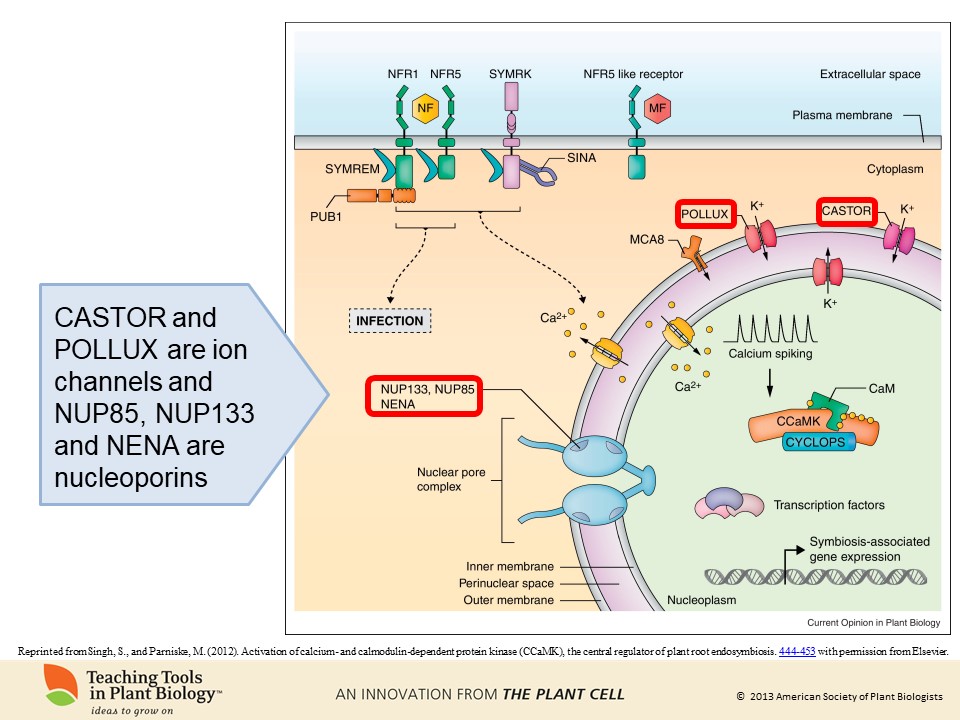 NFR1 NFR5 SYMRK NFR5 like receptor Extracellular space
NF
MF
Plasma membrane
SINA
SYMREM
Cytoplasm
PUB1
POLLUX K+ CASTOR K+
MCA8
K+
INFECTION
Ca2+
Calcium spiking
Ca2+
CaM
CCaMK
CYCLOPS
NUP133, NUP85
NENA
Nuclear pore
complex
Transcription factors
Symbiosis-associated
gene expression
Inner membrane
Perinuclear space
Outer membrane
Nucleoplasm
Current Opinion in Plant Biology
CASTOR and
POLLUX are ion
channels and
NUP85, NUP133
and NENA are
nucleoporins
Reprinted from Singh, S., and Parniske, M. (2012). Activation of calcium- and calmodulin-dependent protein kinase (CCaMK), the central regulator of plant root endosymbiosis. 444-453 with permission from Elsevier.
Teaching Tools
in Plant Biology™
ideas to grow on
AN INNOVATION FROM THE PLANT CELL
© 2013 American Society of Plant Biologists